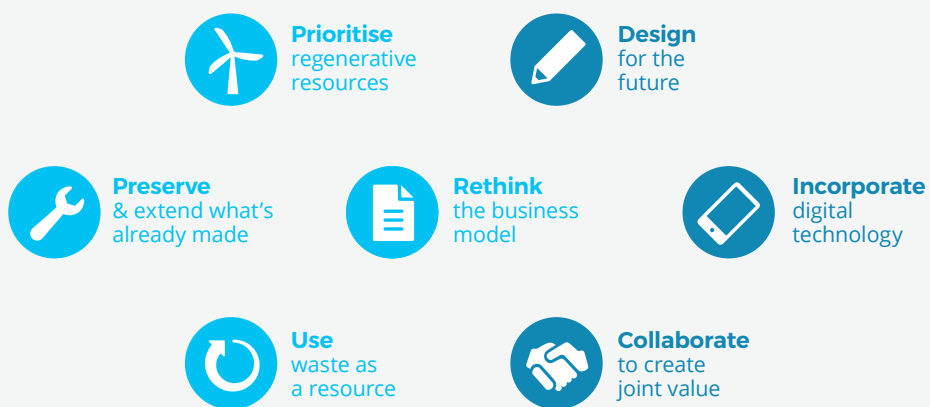 Prioritise
regenerative
resources
Design
for the
future
Preserve
& extend what's
already made
Rethink
the business
model
Incorporate
digital
technology
Use
waste as
a resource
Collaborate
to create
joint value